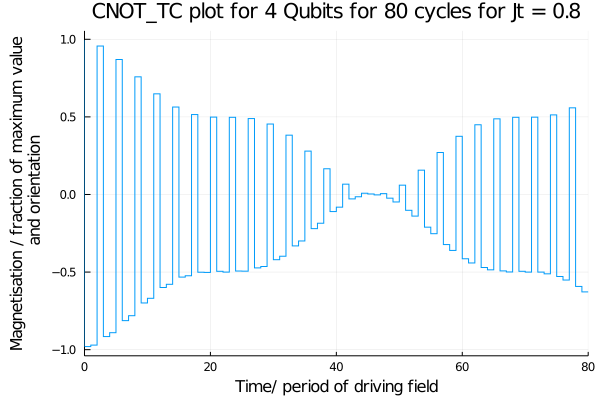 CNOT_TC plot for 4 Qubits for 80 cycles for Jt = 0.8
Magnetisation / fraction of maximum value
and orientation
1.0
0.5
0.0
−0.5
−1.0
0 20 40 60 80
Time/ period of driving field